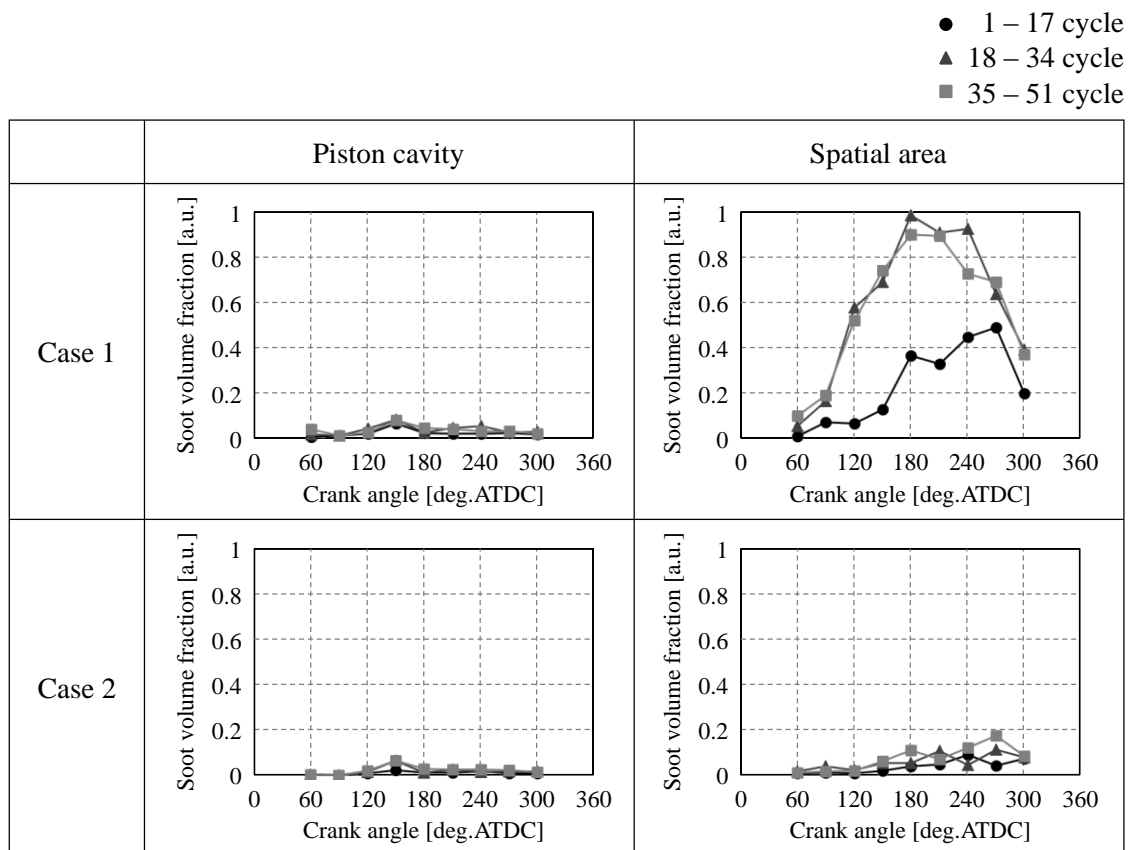 1 – 17 cycle
18 – 34 cycle
35 – 51 cycle
Piston cavity
Spatial area
Case 1
Soot volume fraction [a.u.]
1
0.8
0.6
0.4
0.2
0
0 60 120 180 240 300 360
Crank angle [deg.ATDC]
Soot volume fraction [a.u.]
1
0.8
0.6
0.4
0.2
0
0 60 120 180 240 300 360
Crank angle [deg.ATDC]
Case 2
Soot volume fraction [a.u.]
1
0.8
0.6
0.4
0.2
0
0 60 120 180 240 300 360
Crank angle [deg.ATDC]
Soot volume fraction [a.u.]
1
0.8
0.6
0.4
0.2
0
0 60 120 180 240 300 360
Crank angle [deg.ATDC]